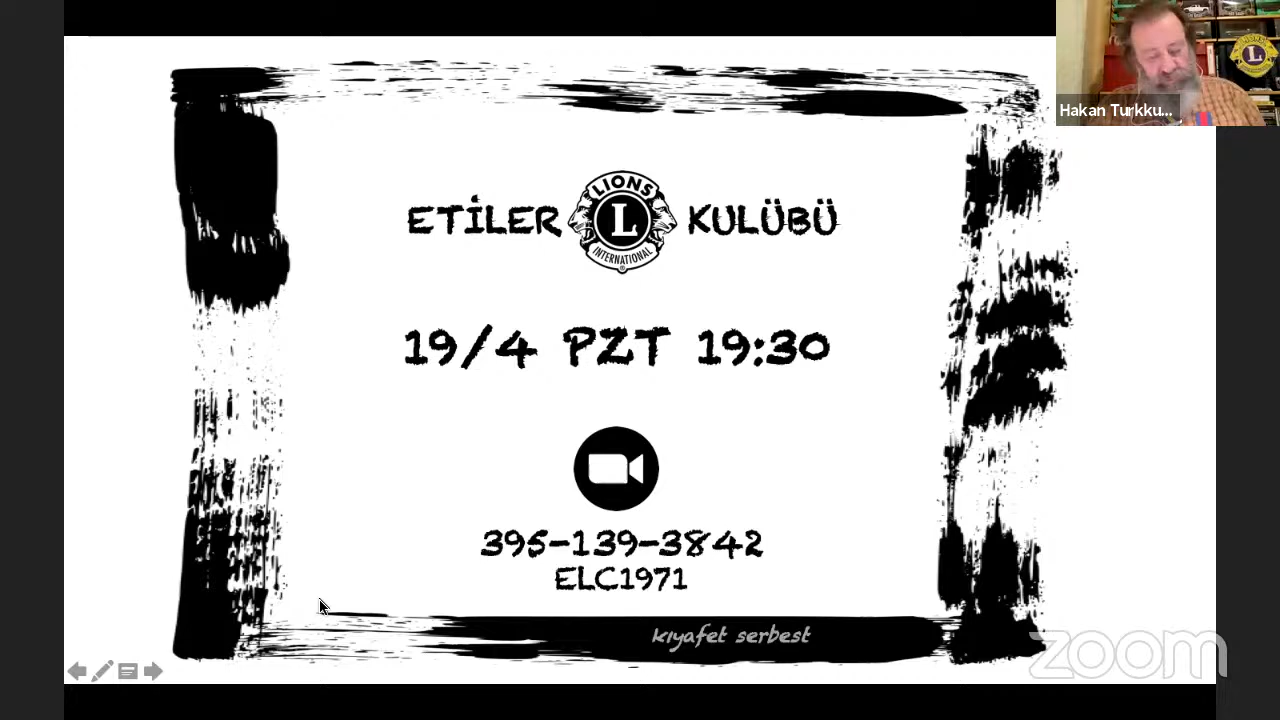 Hakan Turkku...
LIONS
ETİLER L KULÜBÜ
INTERNATIONAL
19/4 PZT 19:30
395-139-3842
ELC1971
kıyafet serbest
zoom